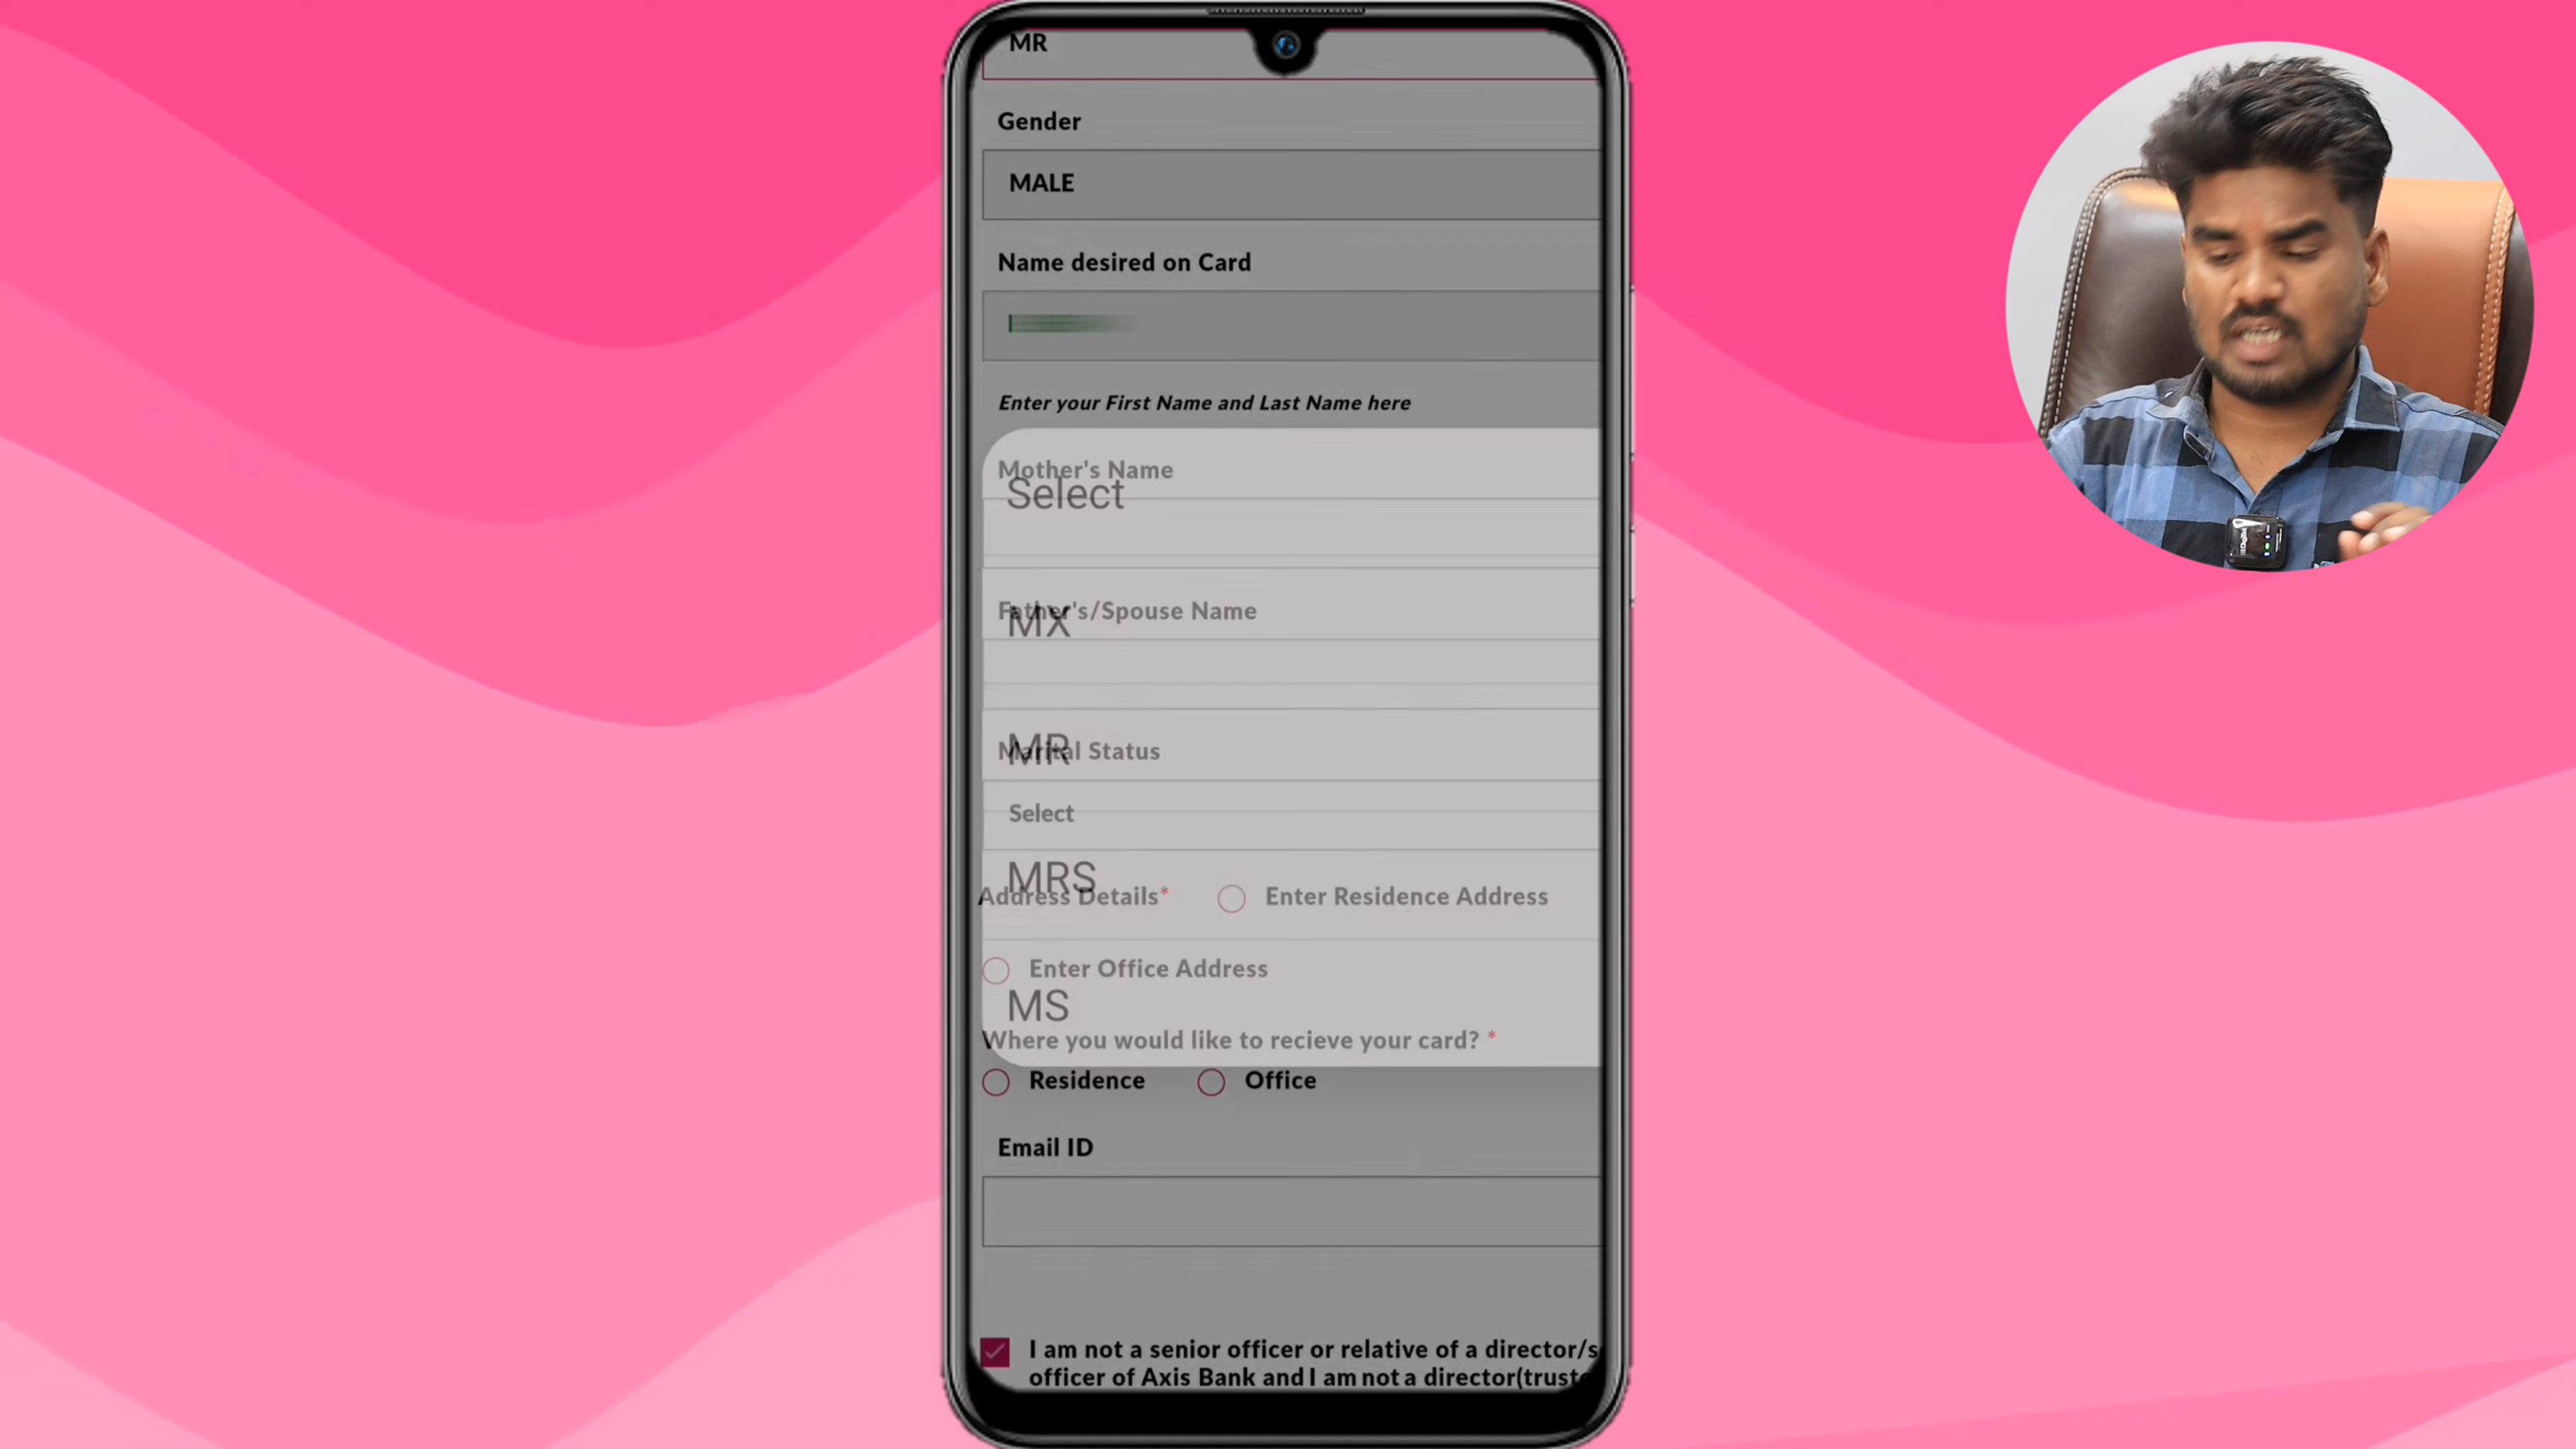 MR
Gender
MALE
Name desired on Card
Enter your First Name and Last Name here
Mother's Name
Select
Father's/Spouse Name
MX
MR
Marital Status
Select
MRS
Address Details* Enter Residence Address
Enter Office Address
MS
Where you would like to recieve your card? *
Residence Office
Email ID
I am not a senior officer or relative of a director/s
officer of Axis Bank and I am not a director(truste